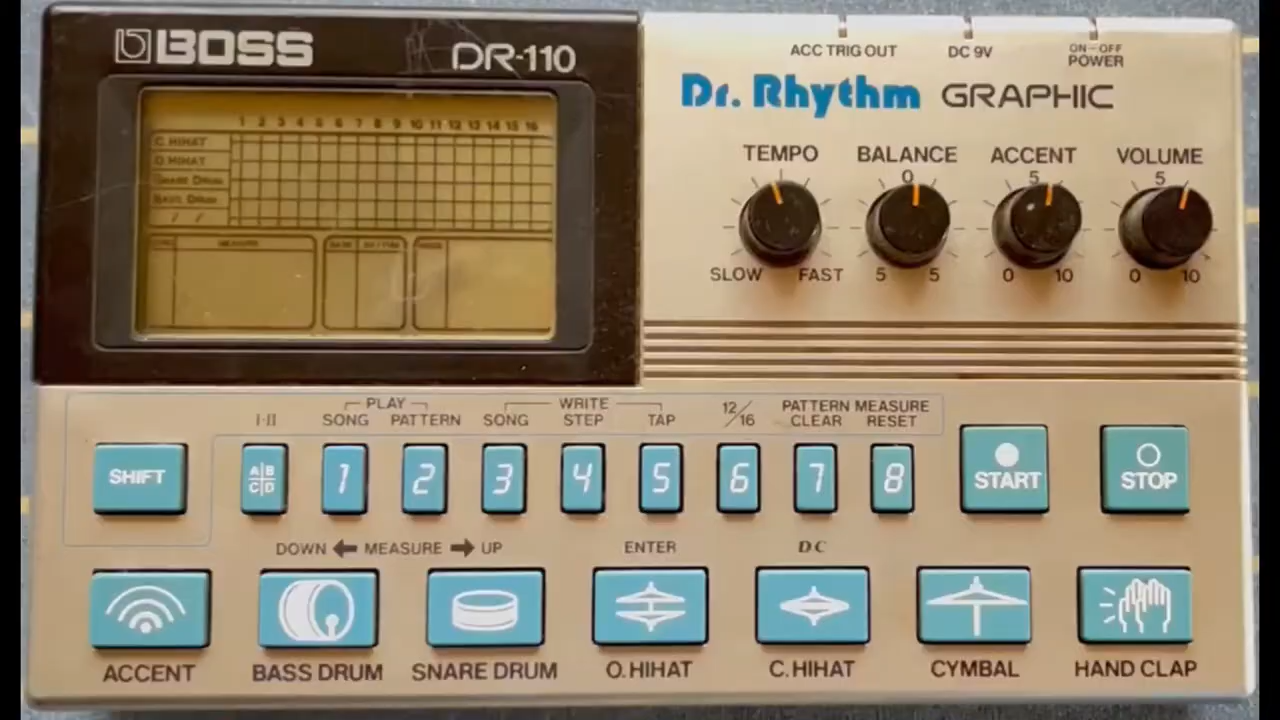 BOSS
DR-110
ACC TRIG OUT
DC 9V
ON-OFF
POWER
Dr. Rhythm GRAPHIC
1 2 3 4 5 6 7 8 9 10 11 12 13 14 15 16
C. HIHAT
O. HIHAT
SNARE DRUM
BASS DRUM
MEASURE
TEMPO BALANCE ACCENT VOLUME
0 5 5
SLOW FAST 5 5 0 10 0 10
PLAY WRITE
I·II SONG PATTERN SONG STEP TAP 12/16 PATTERN CLEAR MEASURE RESET
SHIFT A B C D 1 2 3 4 5 6 7 8 START STOP
DOWN MEASURE UP ENTER DC
ACCENT BASS DRUM SNARE DRUM O.HIHAT C.HIHAT CYMBAL HAND CLAP